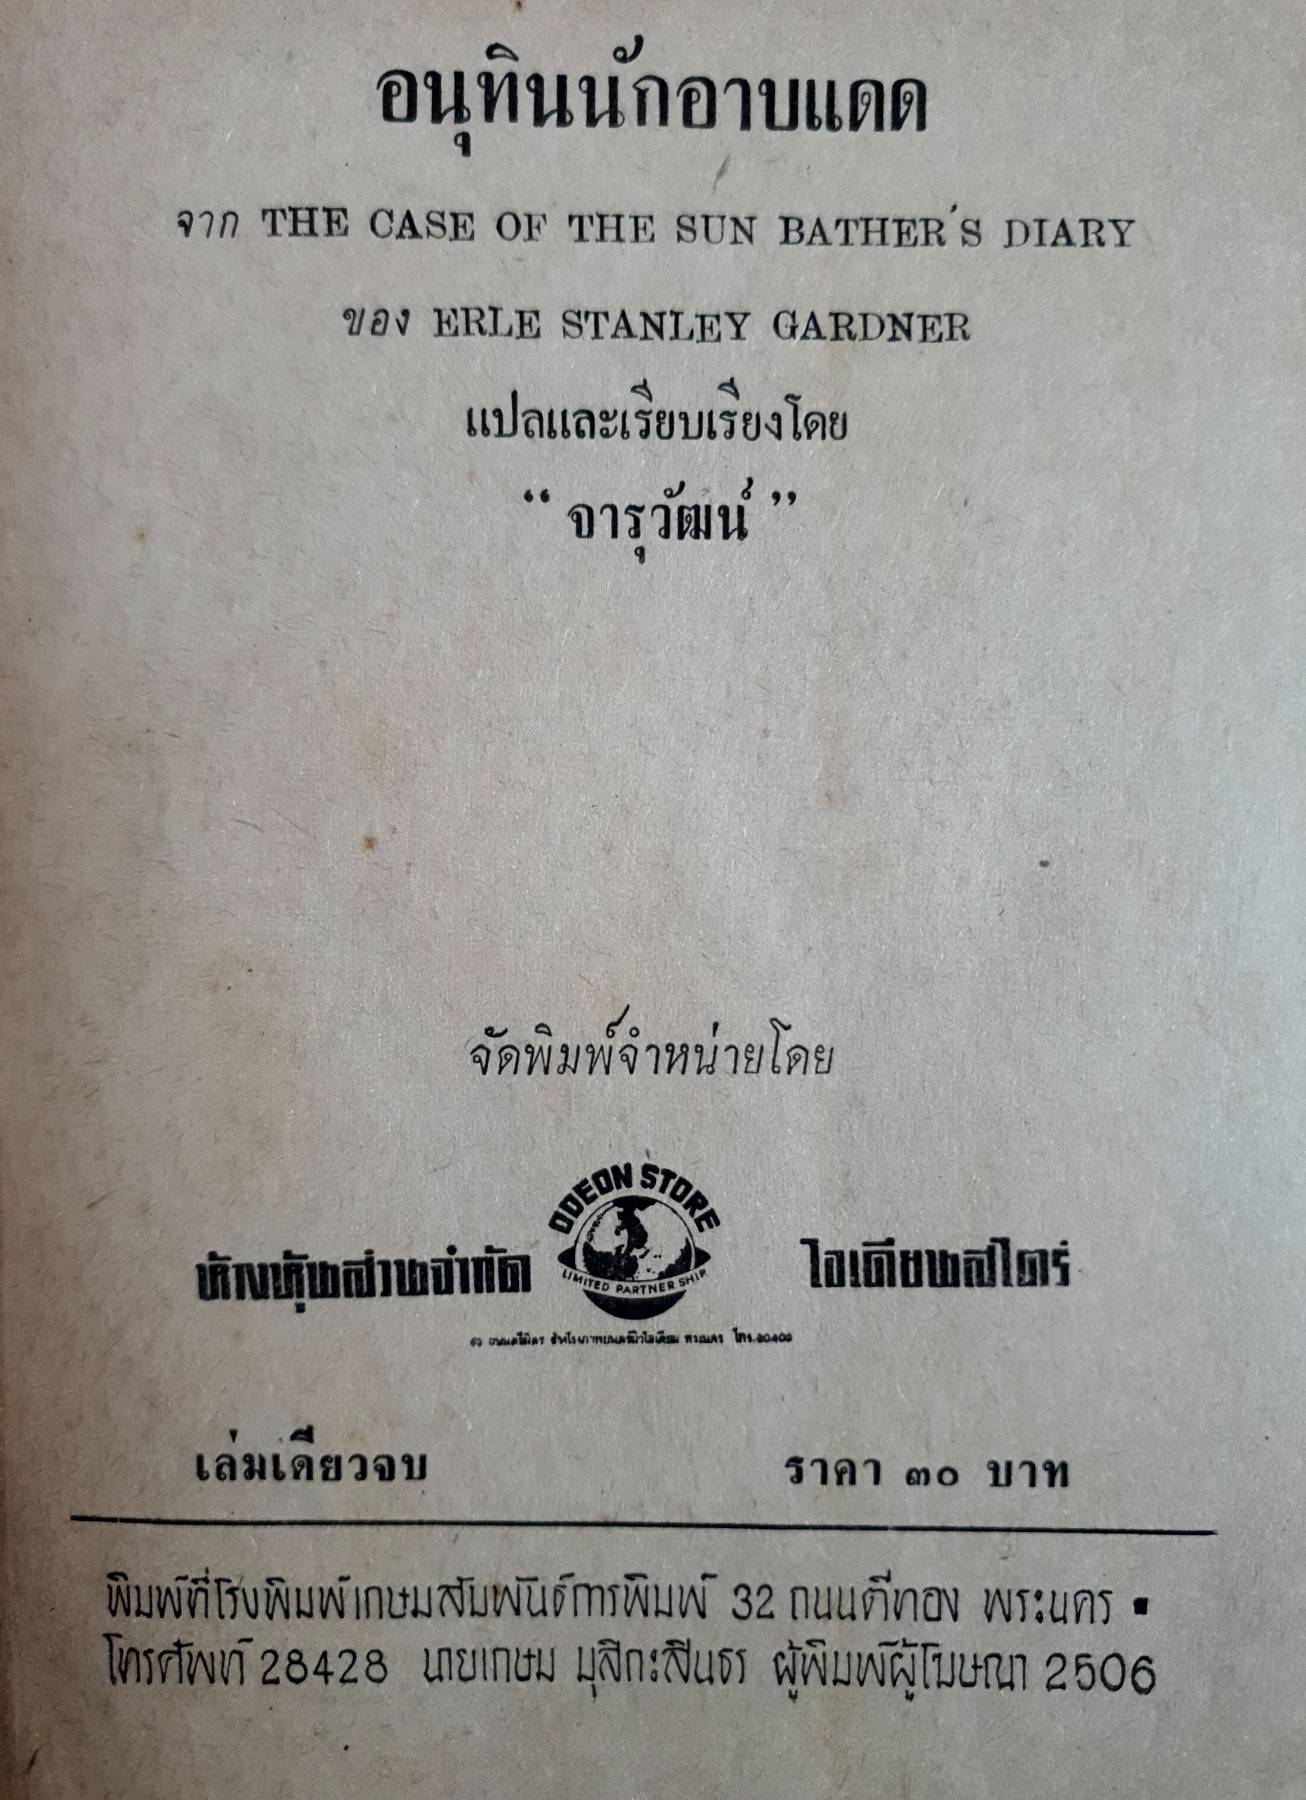 อนุทินนักอาบแดด
จาก THE CASE OF THE SUN BATHER'S DIARY
ของ ERLE STANLEY GARDNER
แปลและเรียบเรียงโดย
“ จารุวัฒน์ ”
จัดพิมพ์จำหน่ายโดย
ODEON STORE
LIMITED PARTNER SHIP
ห้างหุ้นส่วนจำกัด โอเดียนสโตร์
เล่มเดียวจบ ราคา ๓๐ บาท
พิมพ์ที่โรงพิมพ์เกษมสัมพันธ์การพิมพ์ 32 ถนนตีทอง พระนคร ▪
โทรศัพท์ 28428 นายเกษม มุสิกะสินธร ผู้พิมพ์ผู้โฆษณา 2506